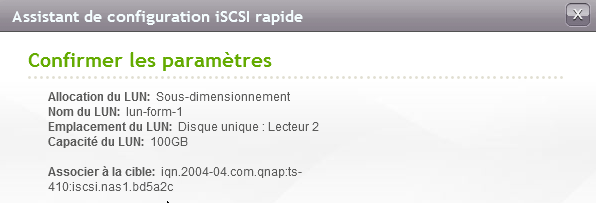 Assistant de configuration iSCSI rapide
X
Confirmer les paramètres
Allocation du LUN: Sous-dimensionnement
Nom du LUN: lun-form-1
Emplacement du LUN: Disque unique : Lecteur 2
Capacité du LUN: 100GB
Associer à la cible: iqn.2004-04.com.qnap:ts-
410:iscsi.nas1.bd5a2c